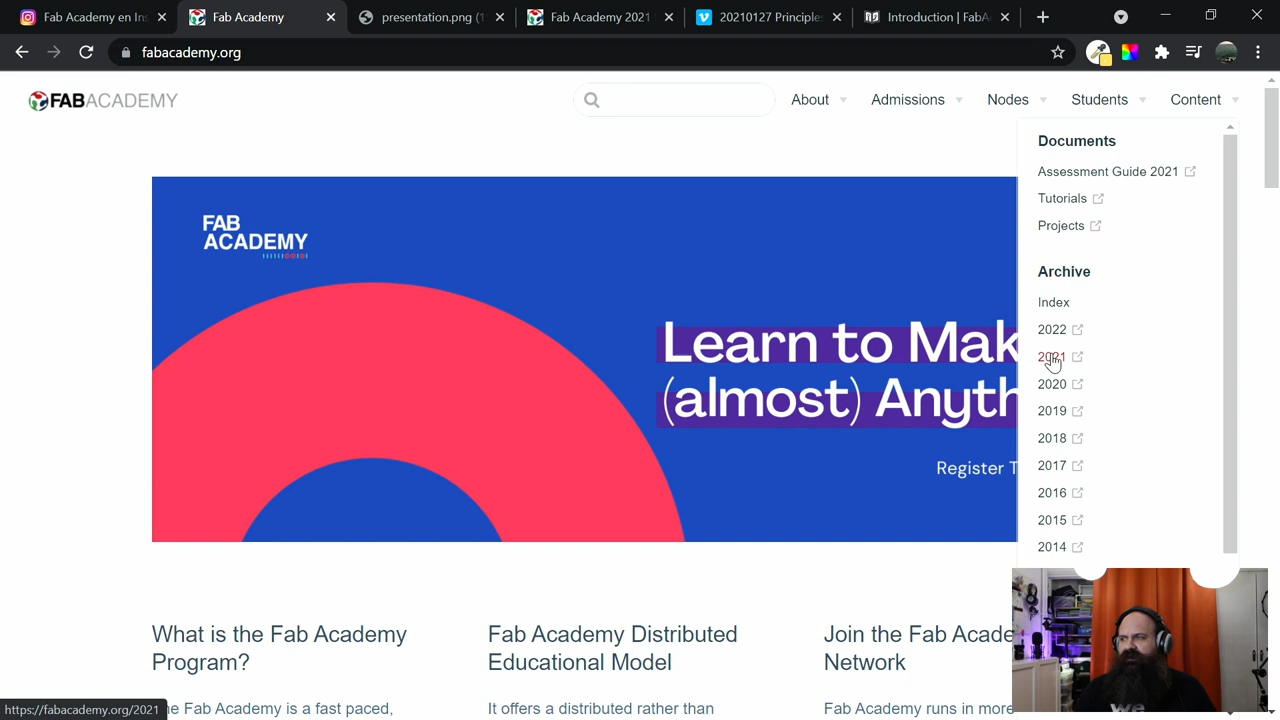 Fab Academy en Ins
Fab Academy
presentation.png (1
Fab Academy 2021
20210127 Principles
Introduction | FabA
fabacademy.org
FABACADEMY
About
Admissions
Nodes
Students
Content
Documents
Assessment Guide 2021
Tutorials
Projects
Archive
Index
2022
2021
2020
2019
2018
2017
2016
2015
2014
FAB
ACADEMY
Learn to Mak
(almost) Anyth
Register T
What is the Fab Academy
Program?
Fab Academy Distributed
Educational Model
Join the Fab Acade
Network
https://fabacademy.org/2021
he Fab Academy is a fast paced,
It offers a distributed rather than
Fab Academy runs in more
we